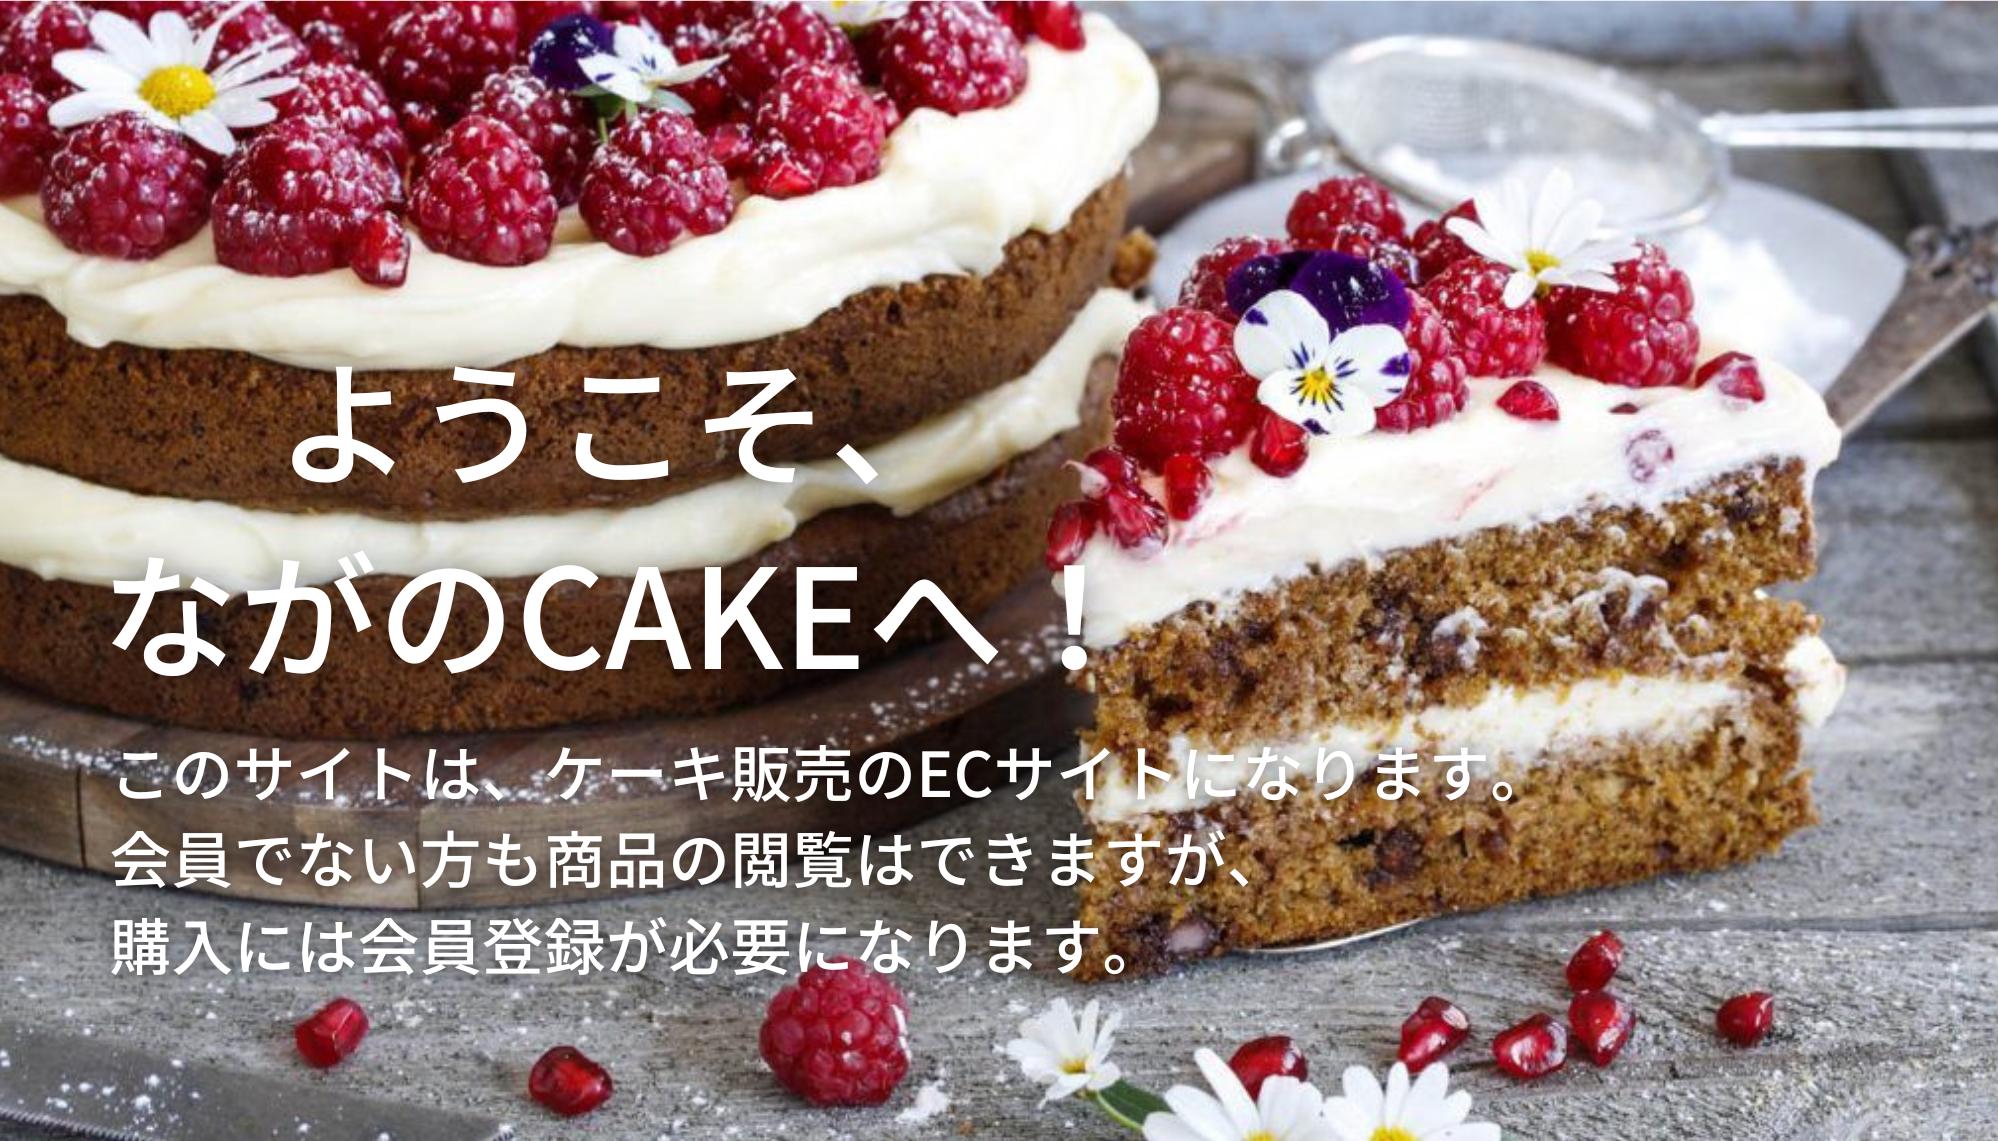 ようこそ、
ながのCAKEへ！
このサイトは、ケーキ販売のECサイトになります。
会員でない方も商品の閲覧はできますが、
購入には会員登録が必要になります。